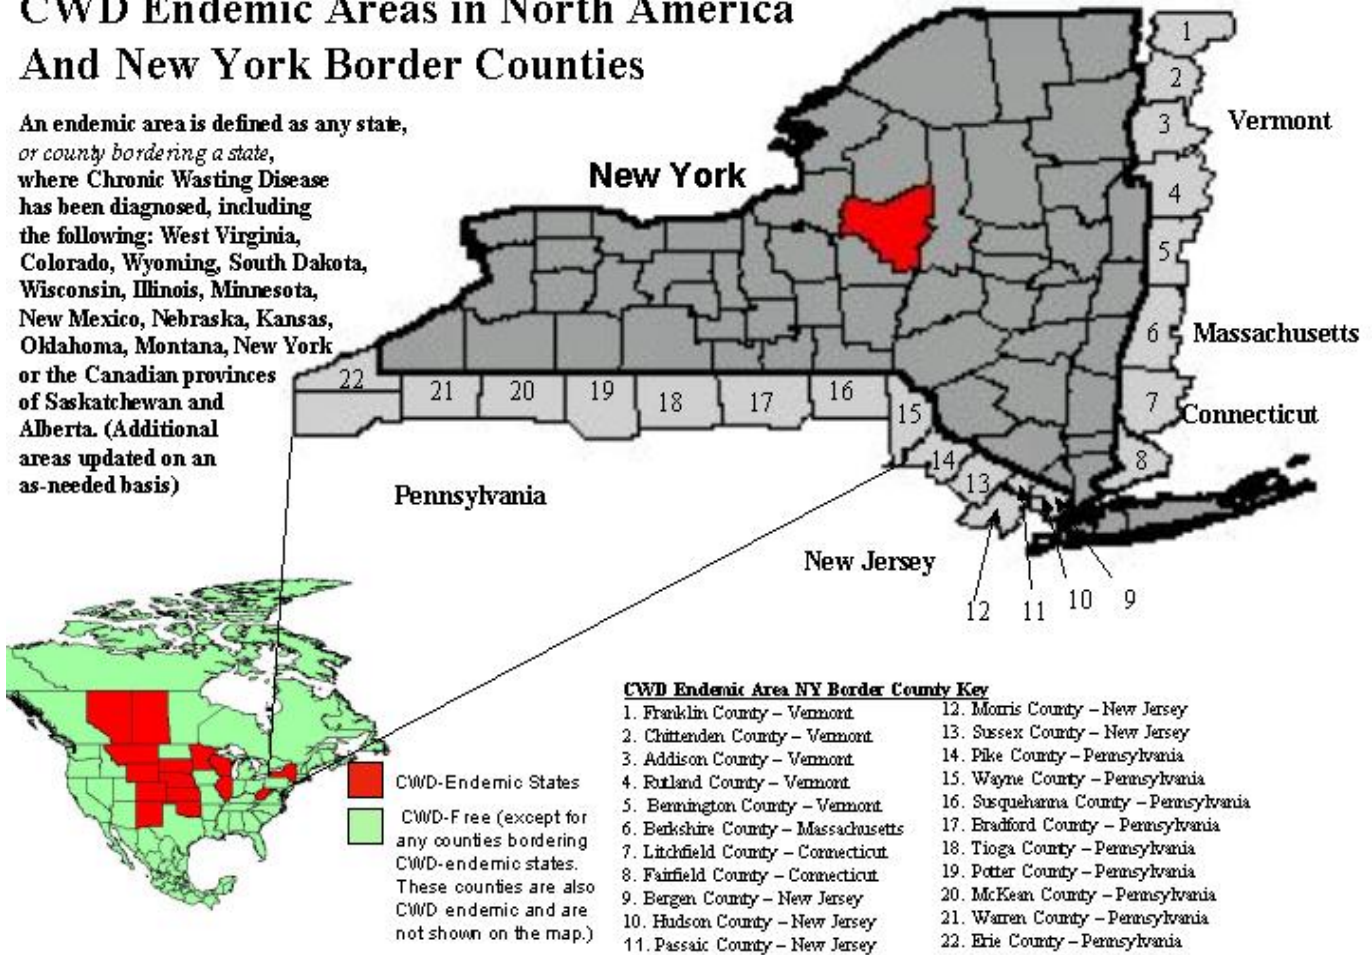 CWD Endemic Areas in North America
And New York Border Counties
An endemic area is defined as any state,
or county bordering a state,
where Chronic Wasting Disease
has been diagnosed, including
the following: West Virginia,
Colorado, Wyoming, South Dakota,
Wisconsin, Illinois, Minnesota,
New Mexico, Nebraska, Kansas,
Oklahoma, Montana, New York
or the Canadian provinces
of Saskatchewan and
Alberta. (Additional
areas updated on an
as-needed basis)
New York
Vermont
Massachusetts
Connecticut
Pennsylvania
New Jersey
1
2
3
4
5
6
7
8
22
21
20
19
18
17
16
15
14
13
12
11
10
9
CWD-Endemic States
CWD-Free (except for
any counties bordering
CWD-endemic states.
These counties are also
CWD endemic and are
not shown on the map.)
CWD Endemic Area NY Border County Key
1. Franklin County – Vermont
2. Chittenden County – Vermont
3. Addison County – Vermont
4. Rutland County – Vermont
5. Bennington County – Vermont
6. Berkshire County – Massachusetts
7. Litchfield County – Connecticut
8. Fairfield County – Connecticut
9. Bergen County – New Jersey
10. Hudson County – New Jersey
11. Passaic County – New Jersey
12. Morris County – New Jersey
13. Sussex County – New Jersey
14. Pike County – Pennsylvania
15. Wayne County – Pennsylvania
16. Susquehanna County – Pennsylvania
17. Bradford County – Pennsylvania
18. Tioga County – Pennsylvania
19. Potter County – Pennsylvania
20. McKean County – Pennsylvania
21. Warren County – Pennsylvania
22. Erie County – Pennsylvania